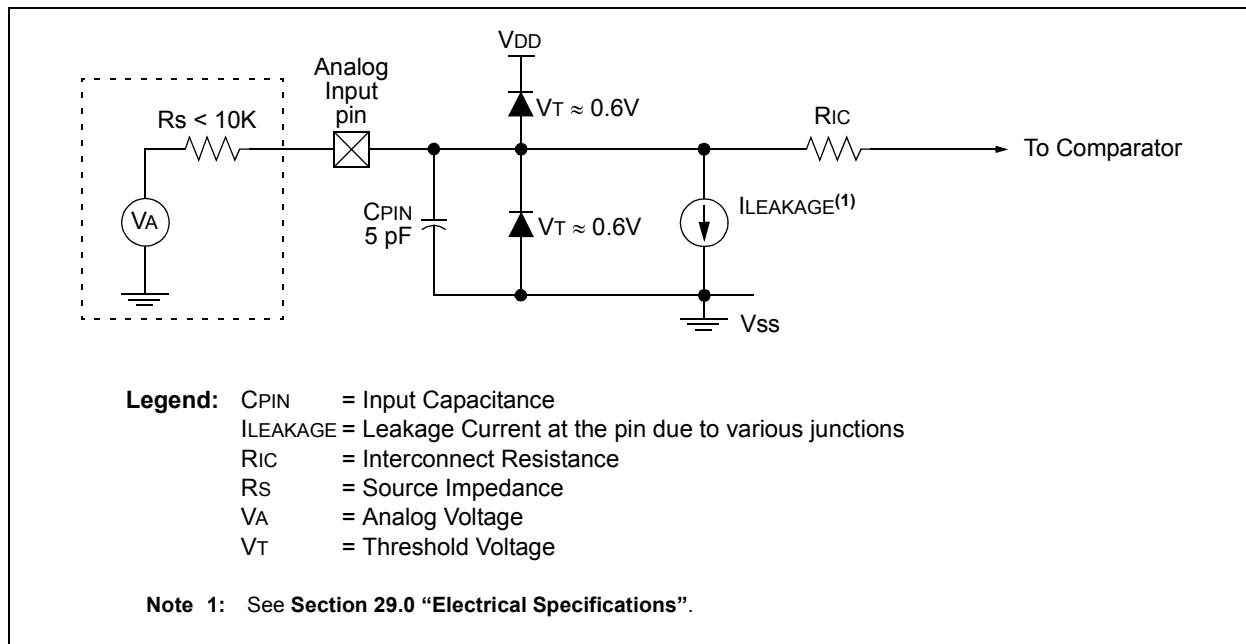 VDD
Analog
Input
pin
VT ≈ 0.6V
Rs < 10K
RIC
To Comparator
VA
CPIN
5 pF
VT ≈ 0.6V
ILEAKAGE(1)
Vss
Legend: CPIN = Input Capacitance
ILEAKAGE = Leakage Current at the pin due to various junctions
RIC = Interconnect Resistance
RS = Source Impedance
VA = Analog Voltage
VT = Threshold Voltage
Note 1: See Section 29.0 “Electrical Specifications”.